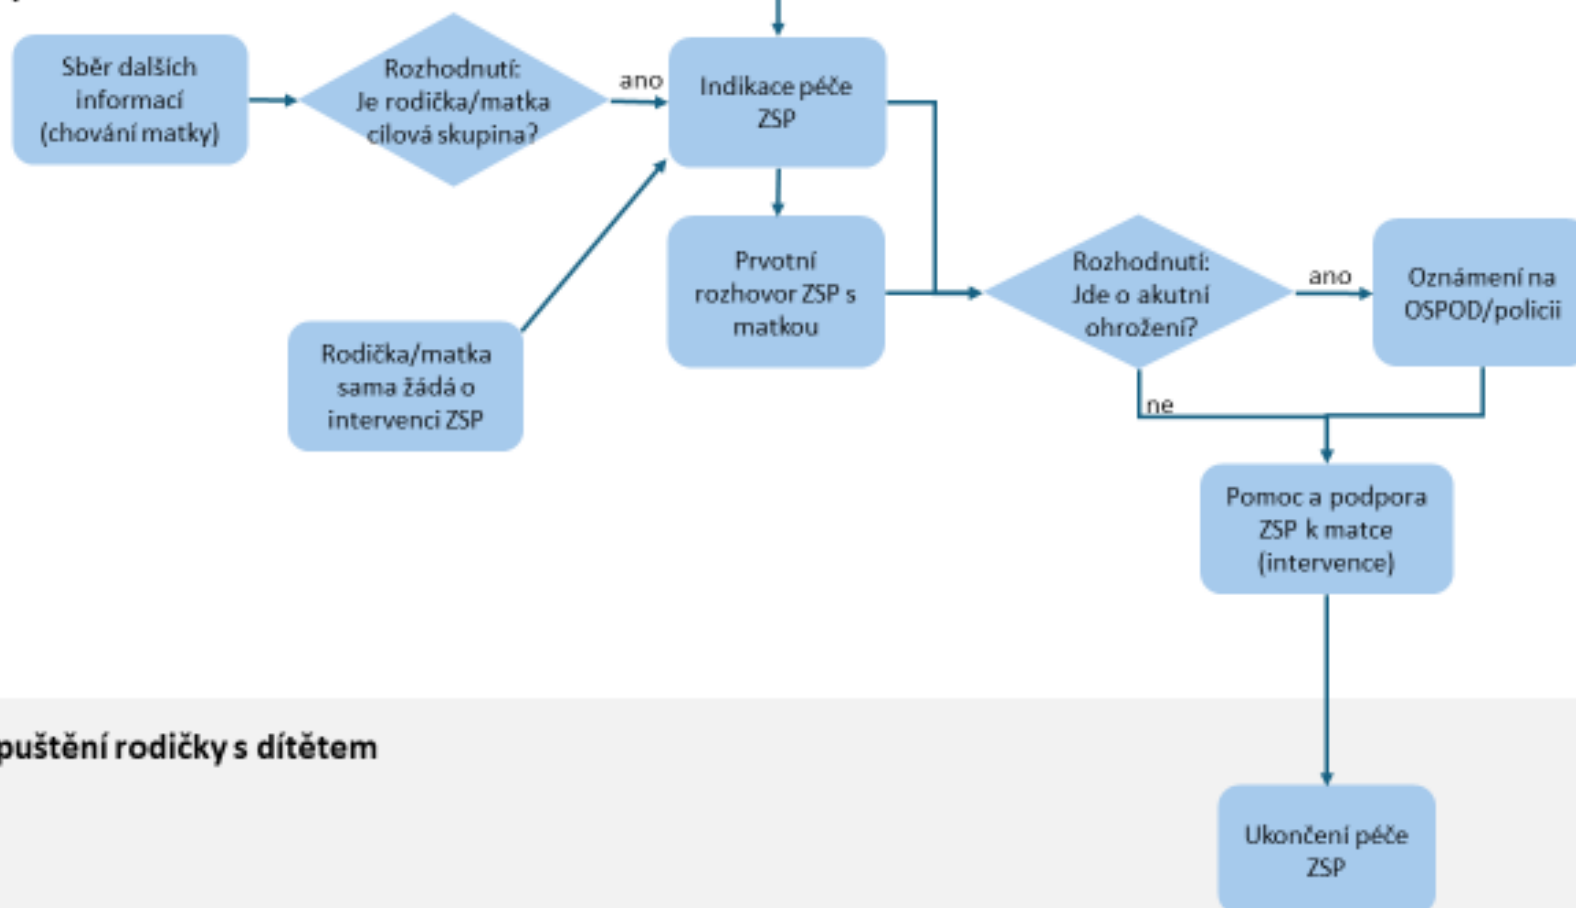 Sběr dalších
informací
(chování matky)
Rozhodnutí:
Je rodička/matka
cílová skupina?
ano
Indikace péče
ZSP
Prvotní
rozhovor ZSP s
matkou
Rozhodnutí:
Jde o akutní
ohrožení?
ano
Oznámení na
OSPOD/policii
Rodička/matka
sama žádá o
intervenci ZSP
ne
Pomoc a podpora
ZSP k matce
(intervence)
puštění rodičky s dítětem
Ukončení péče
ZSP